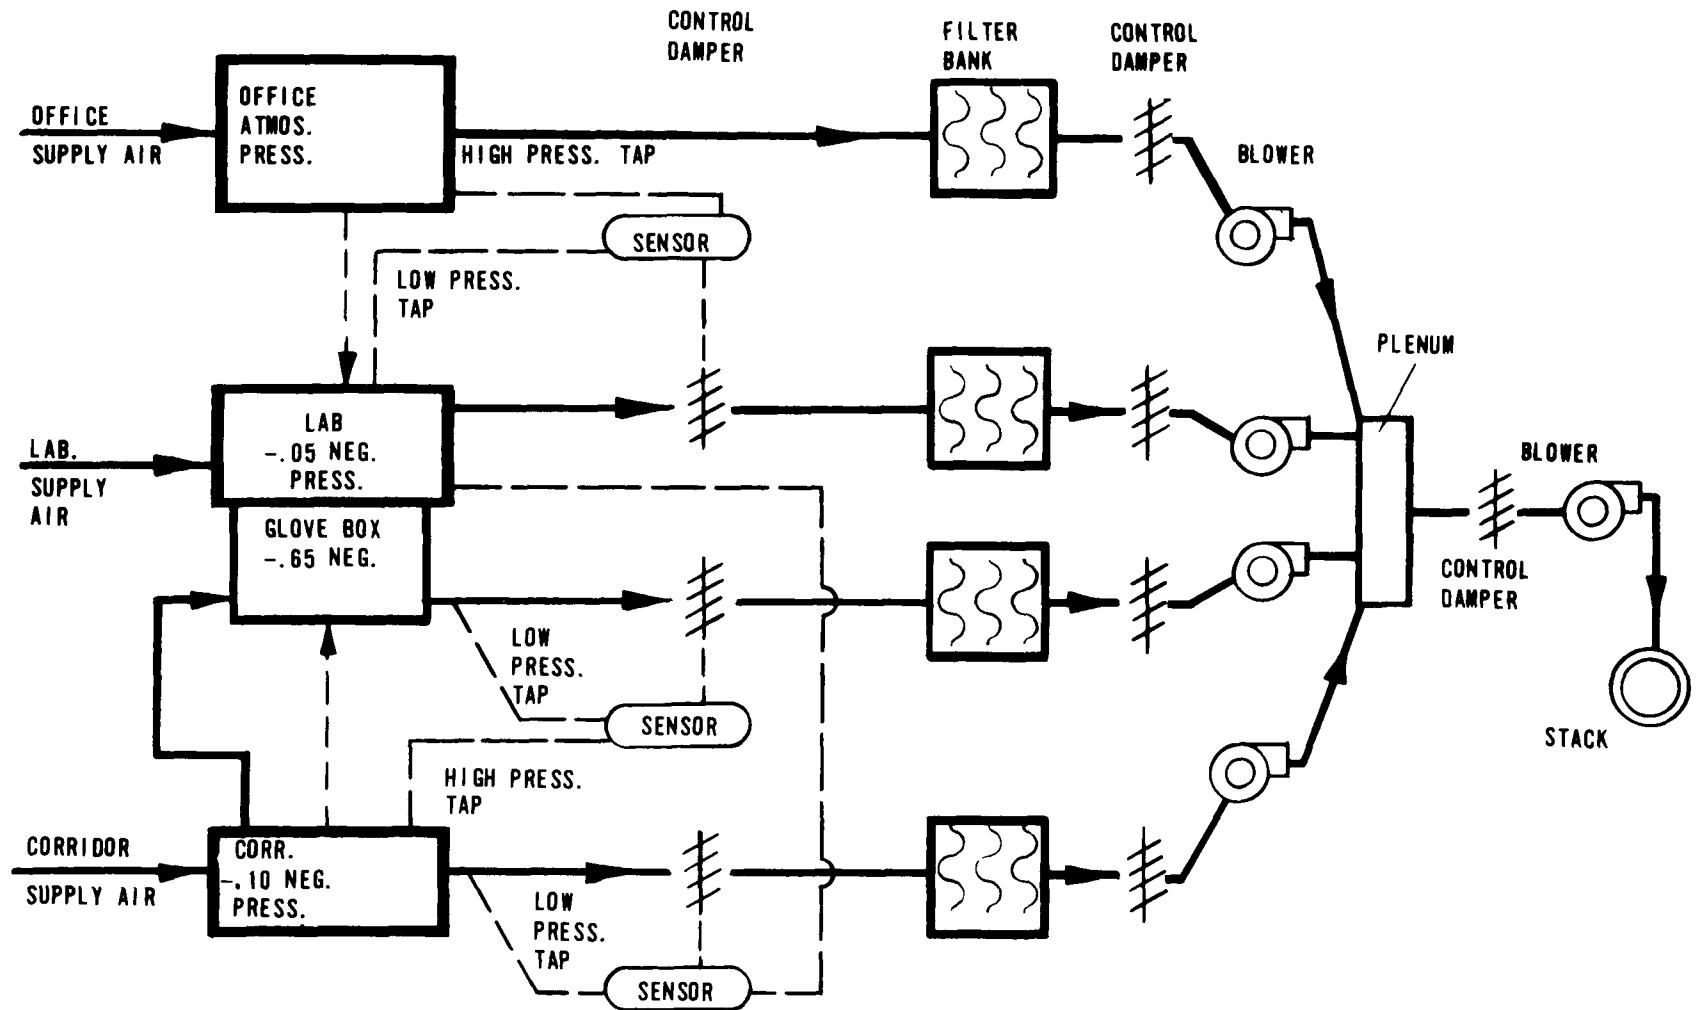 CONTROL
DAMPER
FILTER
BANK
CONTROL
DAMPER
OFFICE
SUPPLY AIR
OFFICE
ATMOS.
PRESS.
HIGH PRESS. TAP
BLOWER
SENSOR
LOW PRESS.
TAP
PLENUM
LAB.
SUPPLY
AIR
LAB
-.05 NEG.
PRESS.
BLOWER
GLOVE BOX
-.65 NEG.
CONTROL
DAMPER
LOW
PRESS.
TAP
SENSOR
STACK
HIGH PRESS.
TAP
CORRIDOR
SUPPLY AIR
CORR.
-.10 NEG.
PRESS.
LOW
PRESS.
TAP
SENSOR